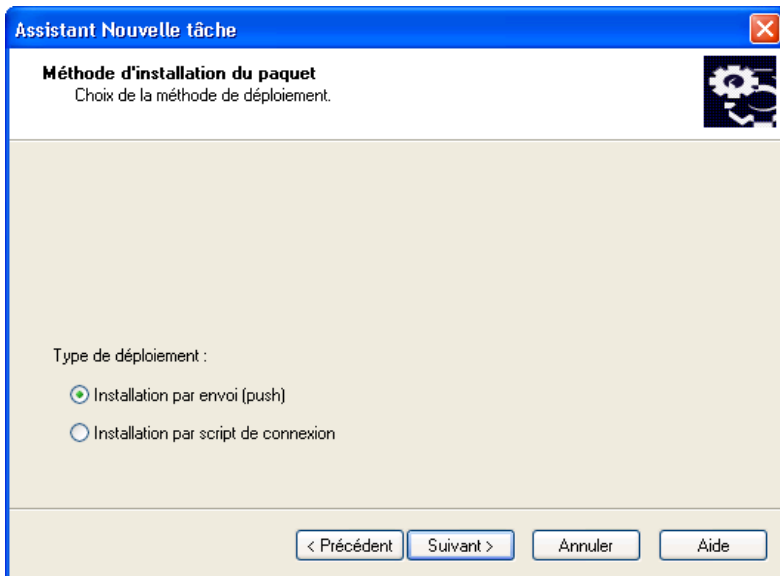 Assistant Nouvelle tâche
Méthode d'installation du paquet
Choix de la méthode de déploiement.
Type de déploiement :
Installation par envoi (push)
Installation par script de connexion
< Précédent Suivant > Annuler Aide